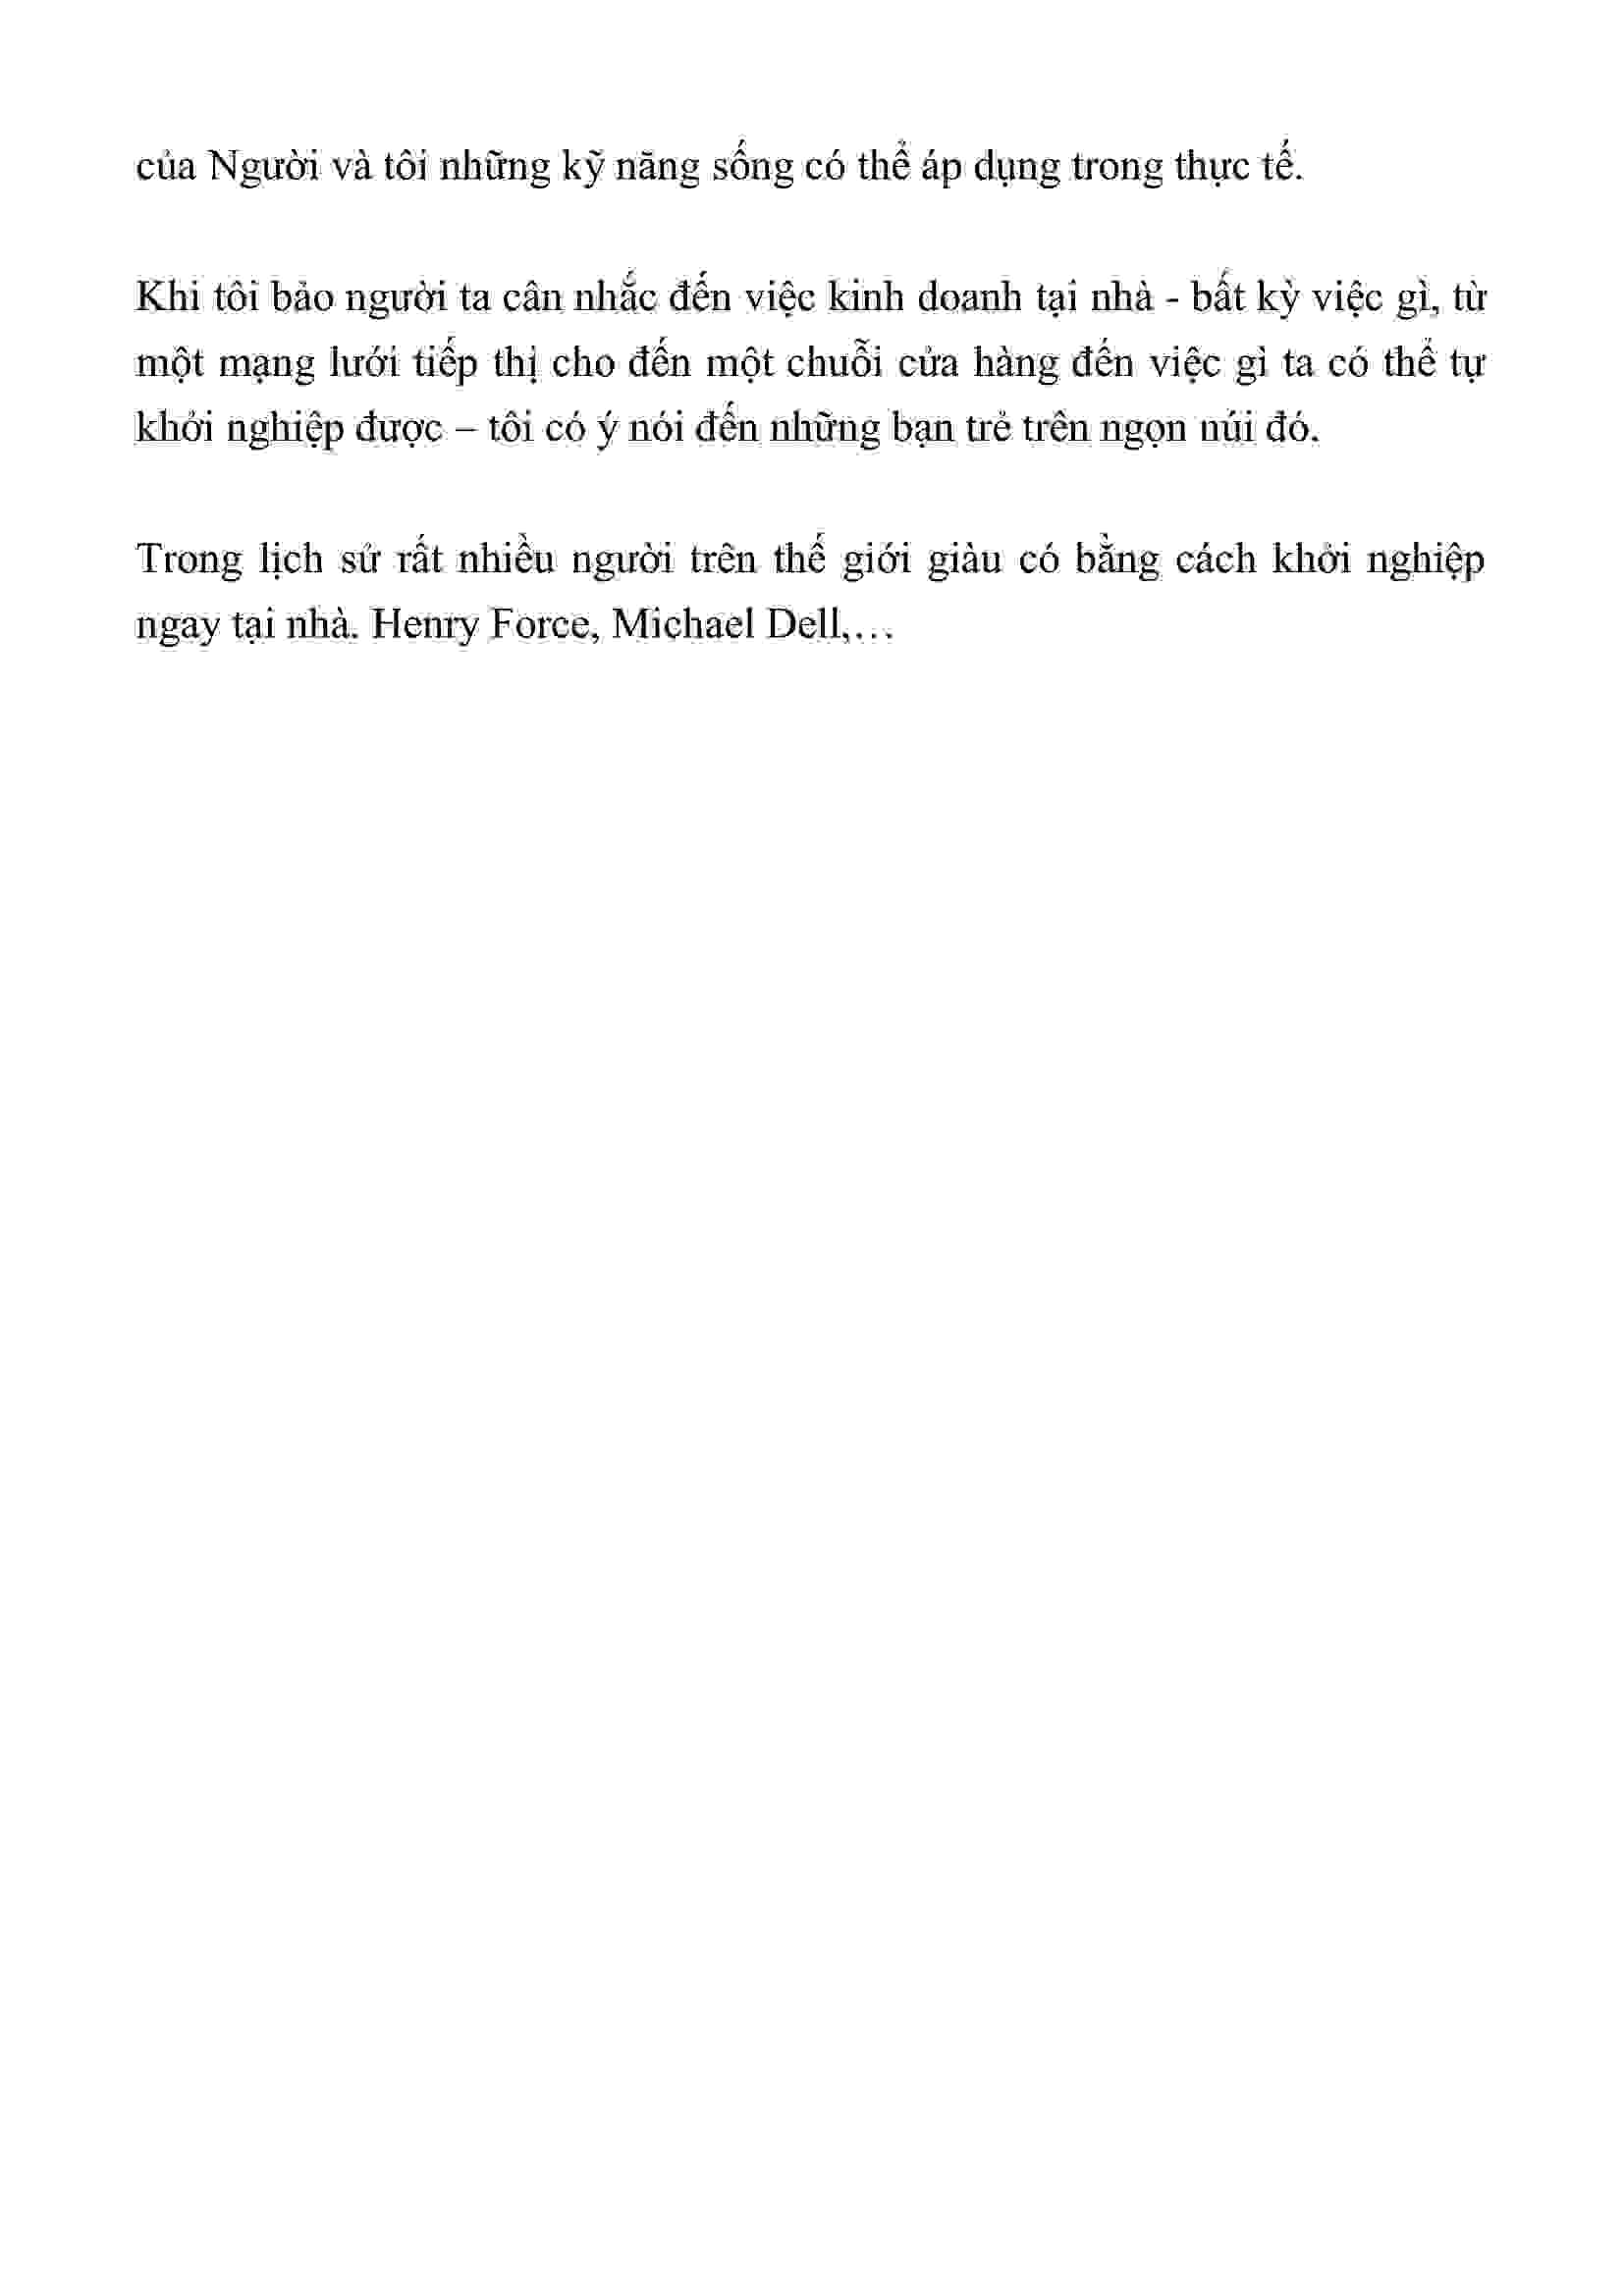 của Người và tôi những kỹ năng sống có thể áp dụng trong thực tế.
Khi tôi bảo người ta cân nhắc đến việc kinh doanh tại nhà - bất kỳ việc gì, từ
một mạng lưới tiếp thị cho đến một chuỗi cửa hàng đến việc gì ta có thể tự
khởi nghiệp được – tôi có ý nói đến những bạn trẻ trên ngọn núi đó.
Trong lịch sử rất nhiều người trên thế giới giàu có bằng cách khởi nghiệp
ngay tại nhà. Henry Force, Michael Dell,…